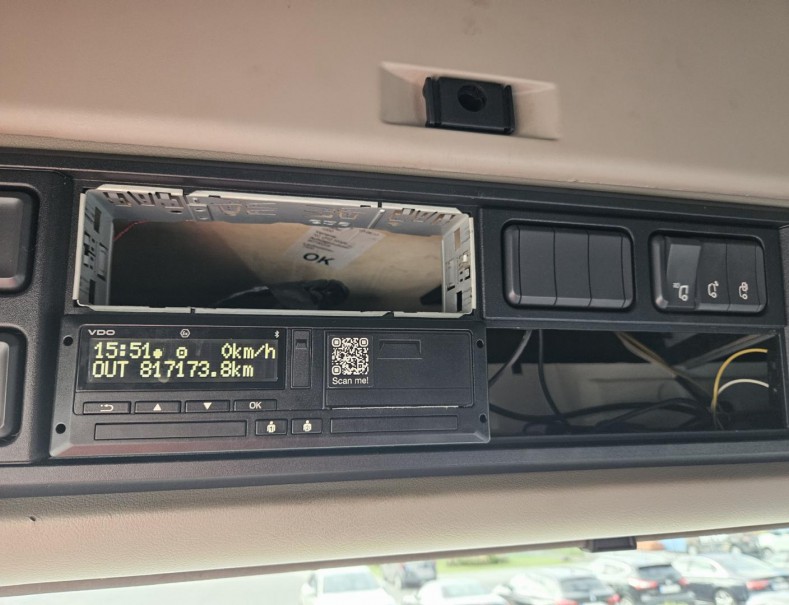 OK
VDO
15:51 0km/h
OUT 817173.8km
OK
Scan me!